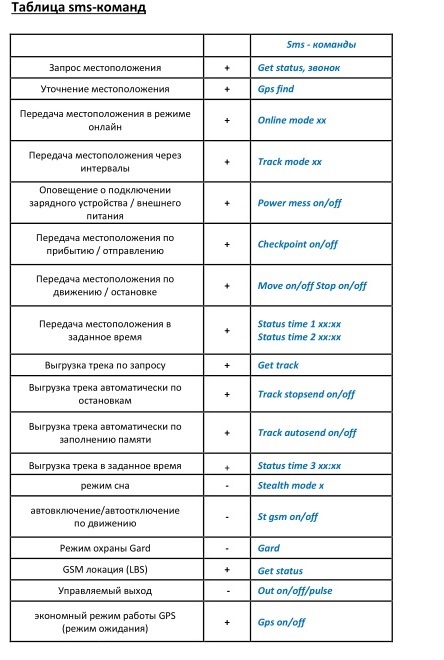 Таблица sms-команд
Sms - команды
Запрос местоположения + Get status, звонок
Уточнение местоположения + Gps find
Передача местоположения в режиме
онлайн + Online mode xx
Передача местоположения через
интервалы + Track mode xx
Оповещение о подключении
зарядного устройства / внешнего
питания + Power mess on/off
Передача местоположения по
прибытию / отправлению + Checkpoint on/off
Передача местоположения по
движению / остановке + Move on/off Stop on/off
Передача местоположения в
заданное время + Status time 1 xx:xx
Status time 2 xx:xx
Выгрузка трека по запросу + Get track
Выгрузка трека автоматически по
остановкам + Track stopsend on/off
Выгрузка трека автоматически по
заполнению памяти + Track autosend on/off
Выгрузка трека в заданное время + Status time 3 xx:xx
режим сна - Stealth mode x
автовключение/автоотключение
по движению - St gsm on/off
Режим охраны Gard - Gard
GSM локация (LBS) + Get status
Управляемый выход - Out on/off/pulse
экономный режим работы GPS
(режим ожидания) + Gps on/off